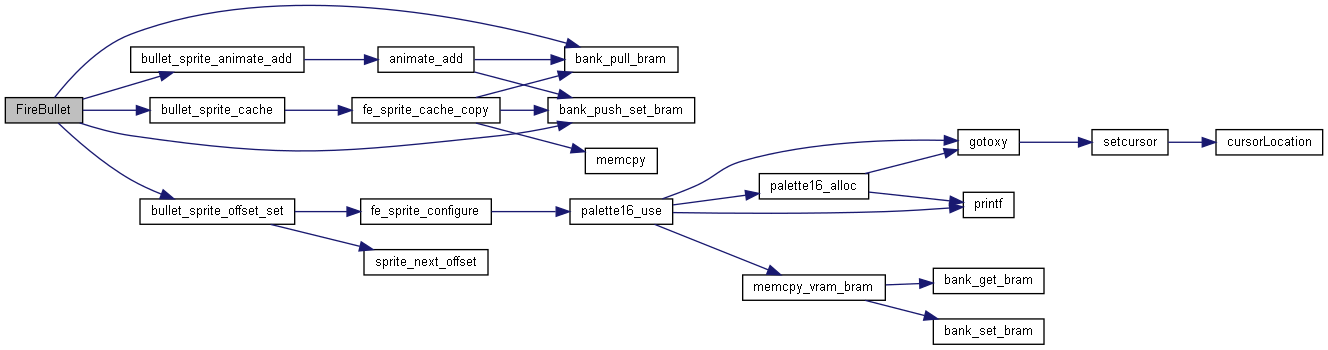 FireBullet
bullet_sprite_animate_add
animate_add
bank_pull_bram
bullet_sprite_cache
fe_sprite_cache_copy
bank_push_set_bram
memcpy
bullet_sprite_offset_set
fe_sprite_configure
sprite_next_offset
palette16_use
palette16_alloc
gotoxy
setcursor
cursorLocation
printf
memcpy_vram_bram
bank_get_bram
bank_set_bram